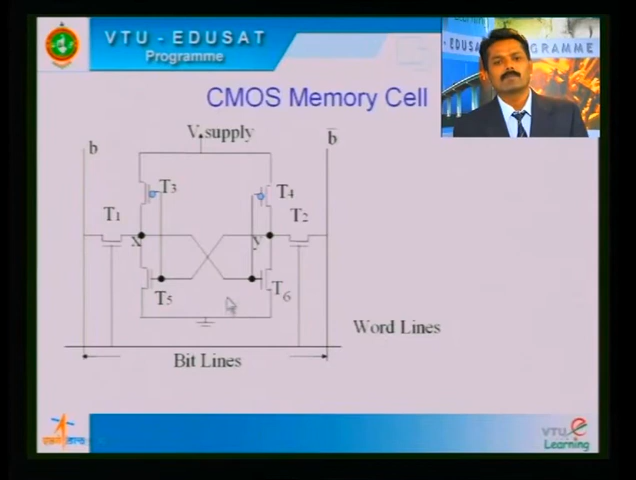 VTU - EDUSAT
Programme
EDUSAT
GRAMME
CMOS Memory Cell
V supply
b
b̅
T3
T4
T1
T2
x
y
T5
T6
Word Lines
Bit Lines
VTU e
Learning